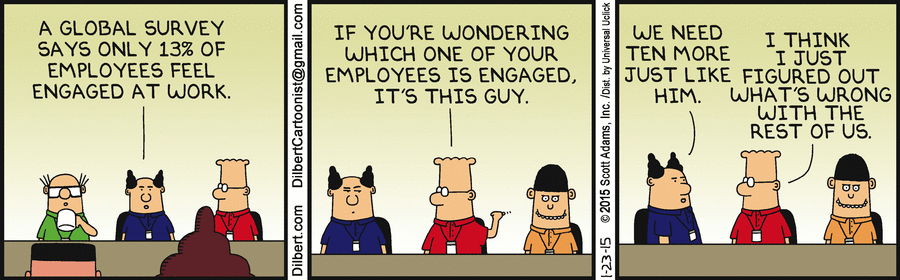 A GLOBAL SURVEY
SAYS ONLY 13% OF
EMPLOYEES FEEL
ENGAGED AT WORK.
Dilbert.com DilbertCartoonist@gmail.com
IF YOU'RE WONDERING
WHICH ONE OF YOUR
EMPLOYEES IS ENGAGED,
IT'S THIS GUY.
1-23-15 © 2015 Scott Adams, Inc. /Dist. by Universal Uclick
WE NEED
TEN MORE
JUST LIKE
HIM.
I THINK
I JUST
FIGURED OUT
WHAT'S WRONG
WITH THE
REST OF US.